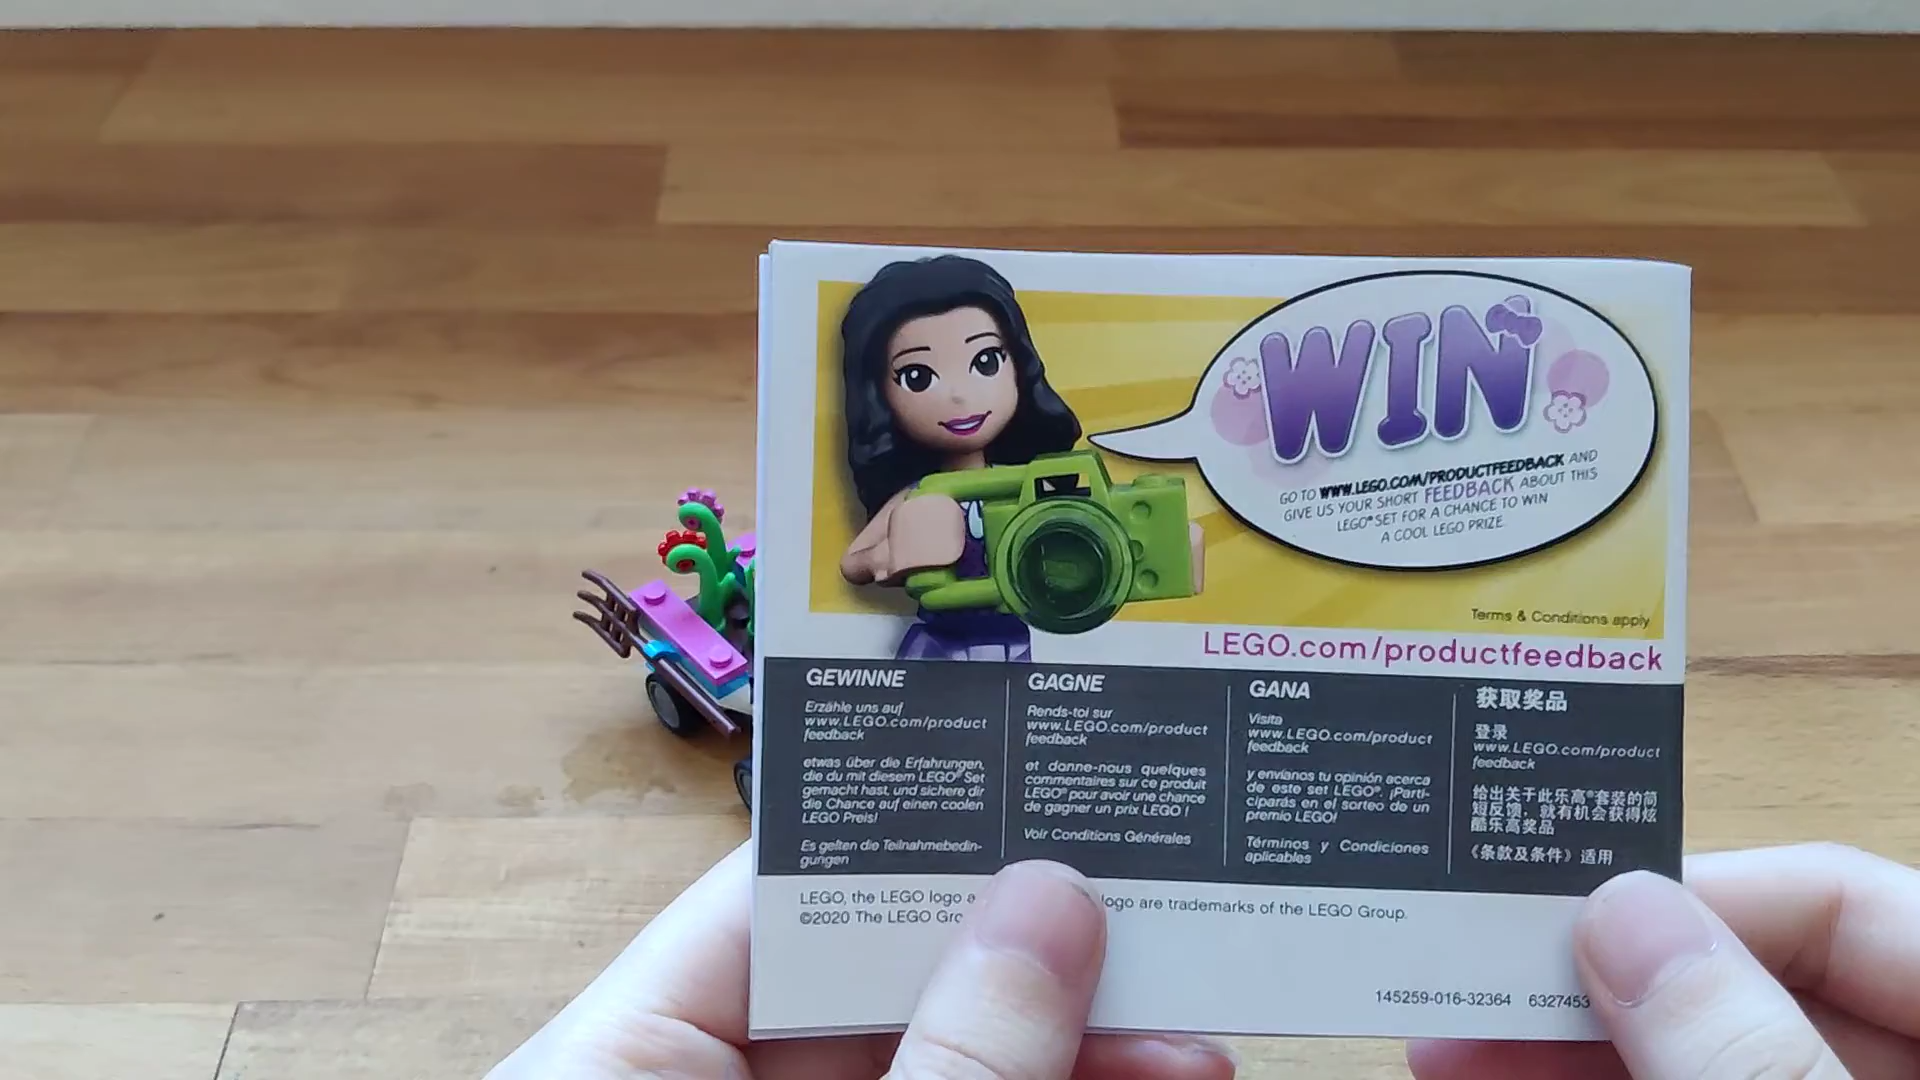 WIN
GO TO WWW.LEGO.COM/PRODUCTFEEDBACK AND
GIVE US YOUR SHORT FEEDBACK ABOUT THIS
LEGO® SET FOR A CHANCE TO WIN
A COOL LEGO PRIZE.
Terms & Conditions apply
LEGO.com/productfeedback
GEWINNE
Erzähle uns auf
www.LEGO.com/product
feedback
etwas über die Erfahrungen,
die du mit diesem LEGO® Set
gemacht hast, und sichere dir
die Chance auf einen coolen
LEGO Preis!
Es gelten die Teilnahmebedin-
gungen
GAGNE
Rends-toi sur
www.LEGO.com/product
feedback
et donne-nous quelques
commentaires sur ce produit
LEGO® pour avoir une chance
de gagner un prix LEGO !
Voir Conditions Générales
GANA
Visita
www.LEGO.com/product
feedback
y envíanos tu opinión acerca
de este set LEGO®. ¡Parti-
ciparás en el sorteo de un
premio LEGO!
Términos y Condiciones
aplicables
获取奖品
登录
www.LEGO.com/product
feedback
给出关于此乐高®套装的简
短反馈，就有机会获得炫
酷乐高奖品
《条款及条件》适用
LEGO, the LEGO logo logo are trademarks of the LEGO Group.
©2020 The LEGO
145259-016-32364 6327453